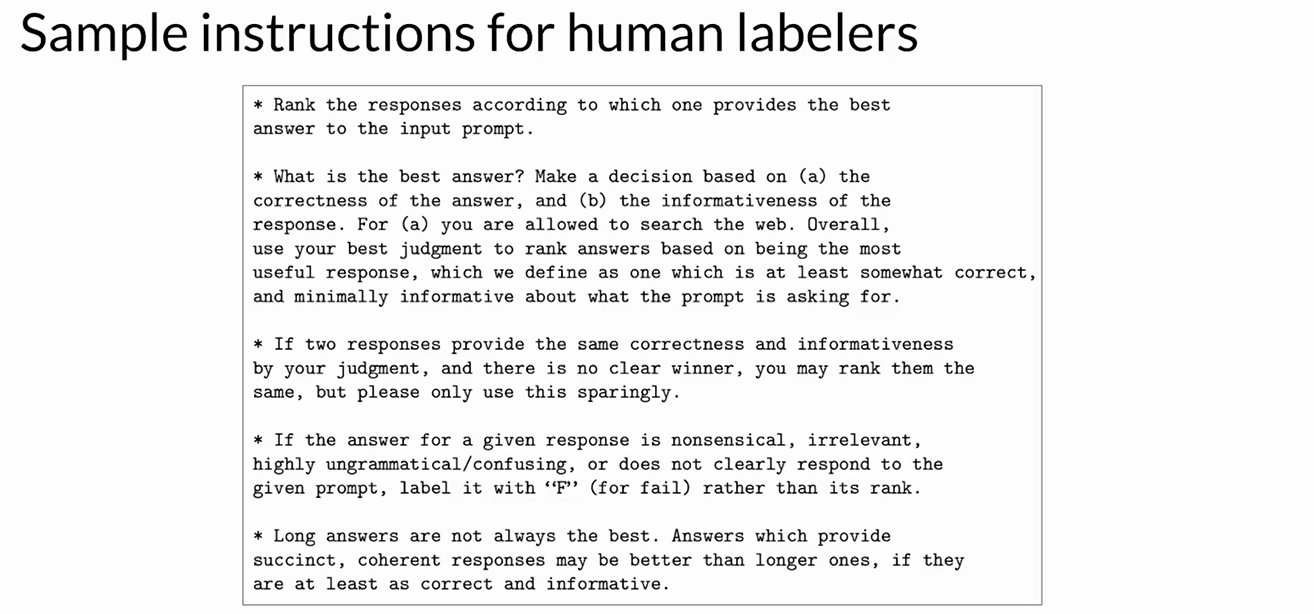 Sample instructions for human labelers
* Rank the responses according to which one provides the best
answer to the input prompt.
* What is the best answer? Make a decision based on (a) the
correctness of the answer, and (b) the informativeness of the
response. For (a) you are allowed to search the web. Overall,
use your best judgment to rank answers based on being the most
useful response, which we define as one which is at least somewhat correct,
and minimally informative about what the prompt is asking for.
* If two responses provide the same correctness and informativeness
by your judgment, and there is no clear winner, you may rank them the
same, but please only use this sparingly.
* If the answer for a given response is nonsensical, irrelevant,
highly ungrammatical/confusing, or does not clearly respond to the
given prompt, label it with “F” (for fail) rather than its rank.
* Long answers are not always the best. Answers which provide
succinct, coherent responses may be better than longer ones, if they
are at least as correct and informative.